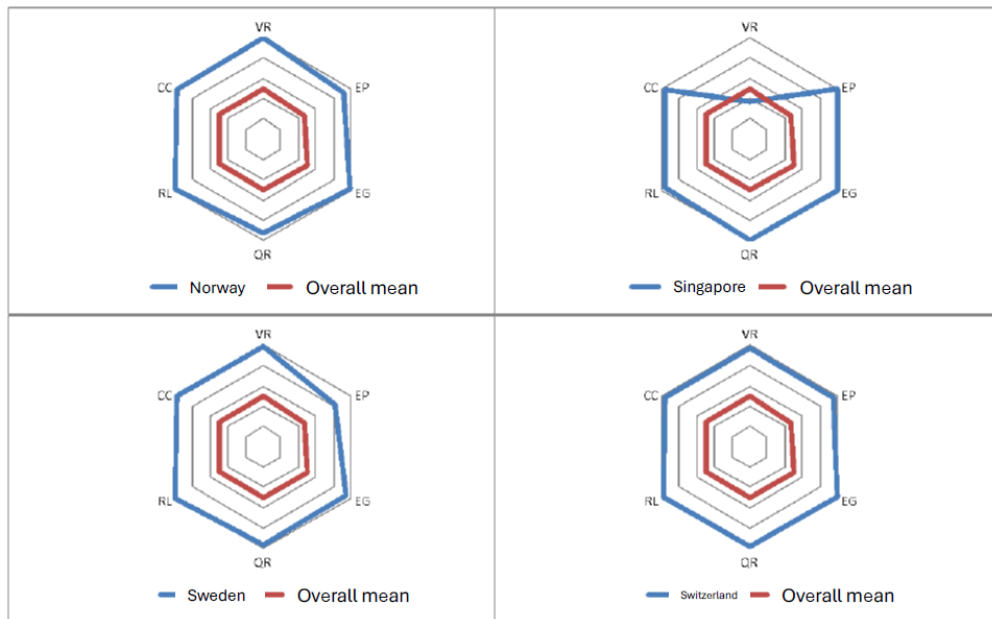 VR
CC
EP
RL
EG
QR
Norway Overall mean
VR
CC
EP
RL
EG
QR
Singapore Overall mean
VR
CC
EP
RL
EG
QR
Sweden Overall mean
VR
CC
EP
RL
EG
QR
Switzerland Overall mean